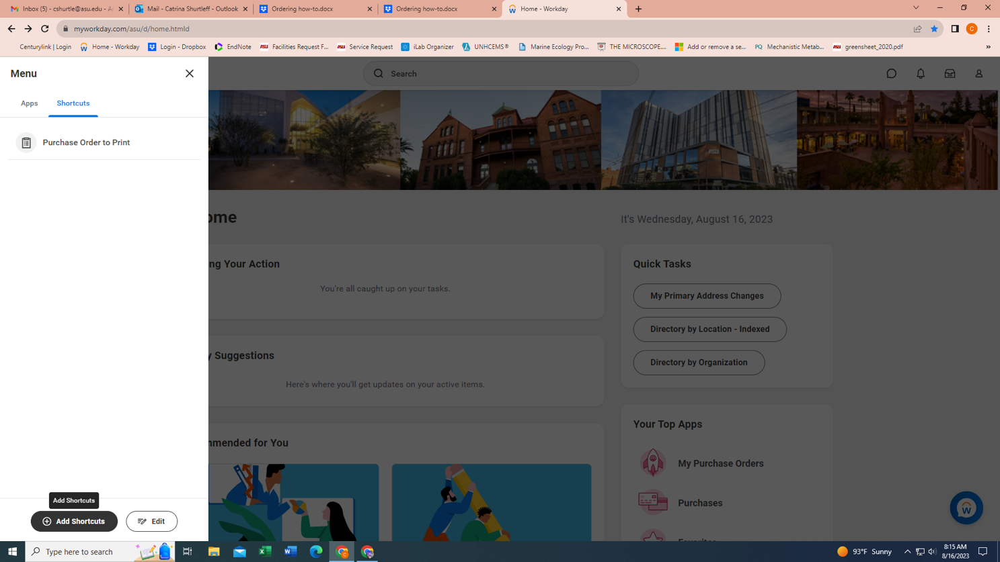 Inbox (5) - cshurtle@asu.edu - A
Mail - Catrina Shurtleff - Outlook
Ordering how-to.docx
Ordering how-to.docx
Home - Workday
myworkday.com/asu/d/home.htmld
C
Centurylink | Login
Home - Workday
Login - Dropbox
EndNote
Facilities Request F...
Service Request
iLab Organizer
UNHCEMS®
Marine Ecology Pro...
THE MICROSCOPE....
Add or remove a se...
PQ
Mechanistic Metab...
greensheet_2020.pdf
»
Menu
Search
Apps
Shortcuts
Purchase Order to Print
ome
It's Wednesday, August 16, 2023
ng Your Action
You're all caught up on your tasks.
Quick Tasks
My Primary Address Changes
Directory by Location - Indexed
Directory by Organization
y Suggestions
Here's where you'll get updates on your active items.
Your Top Apps
nmended for You
My Purchase Orders
Purchases
Favorites
Add Shortcuts
Add Shortcuts
Edit
Type here to search
93°F Sunny
8:15 AM
8/16/2023